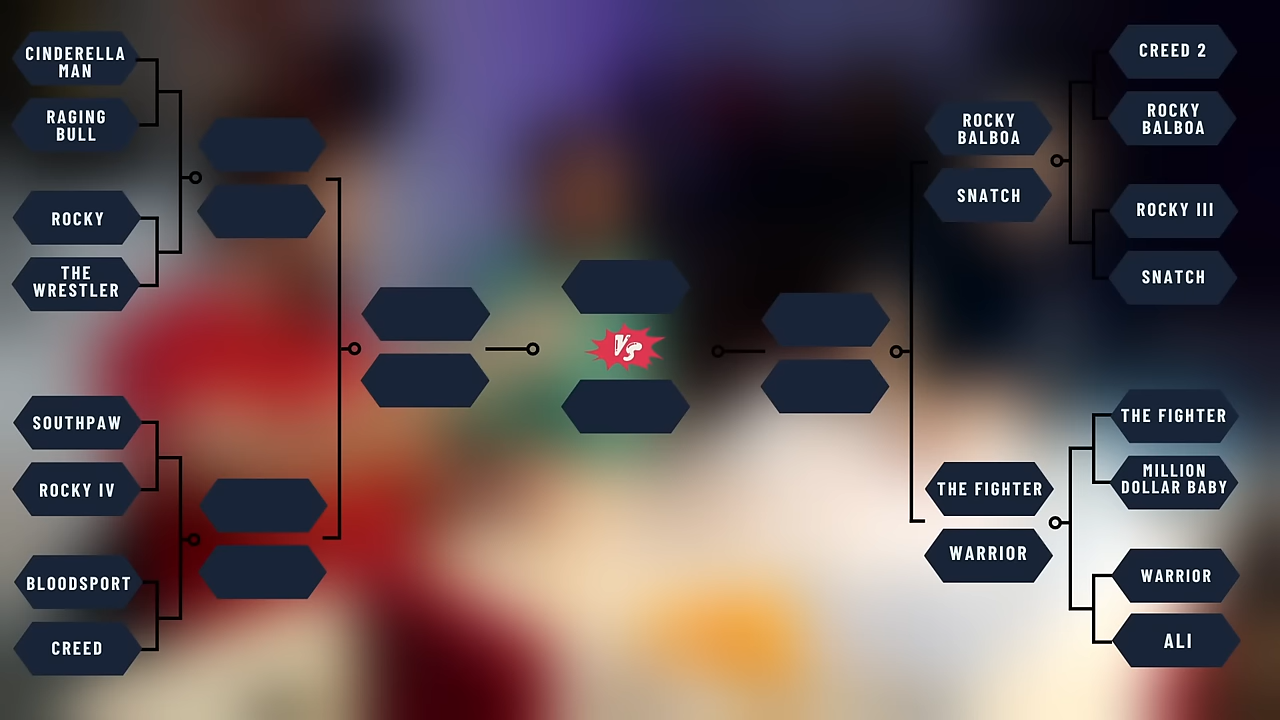 CINDERELLA
MAN
RAGING
BULL
ROCKY
THE
WRESTLER
SOUTHPAW
ROCKY IV
BLOODSPORT
CREED
VS
ROCKY
BALBOA
SNATCH
THE FIGHTER
WARRIOR
CREED 2
ROCKY
BALBOA
ROCKY III
SNATCH
THE FIGHTER
MILLION
DOLLAR BABY
WARRIOR
ALI